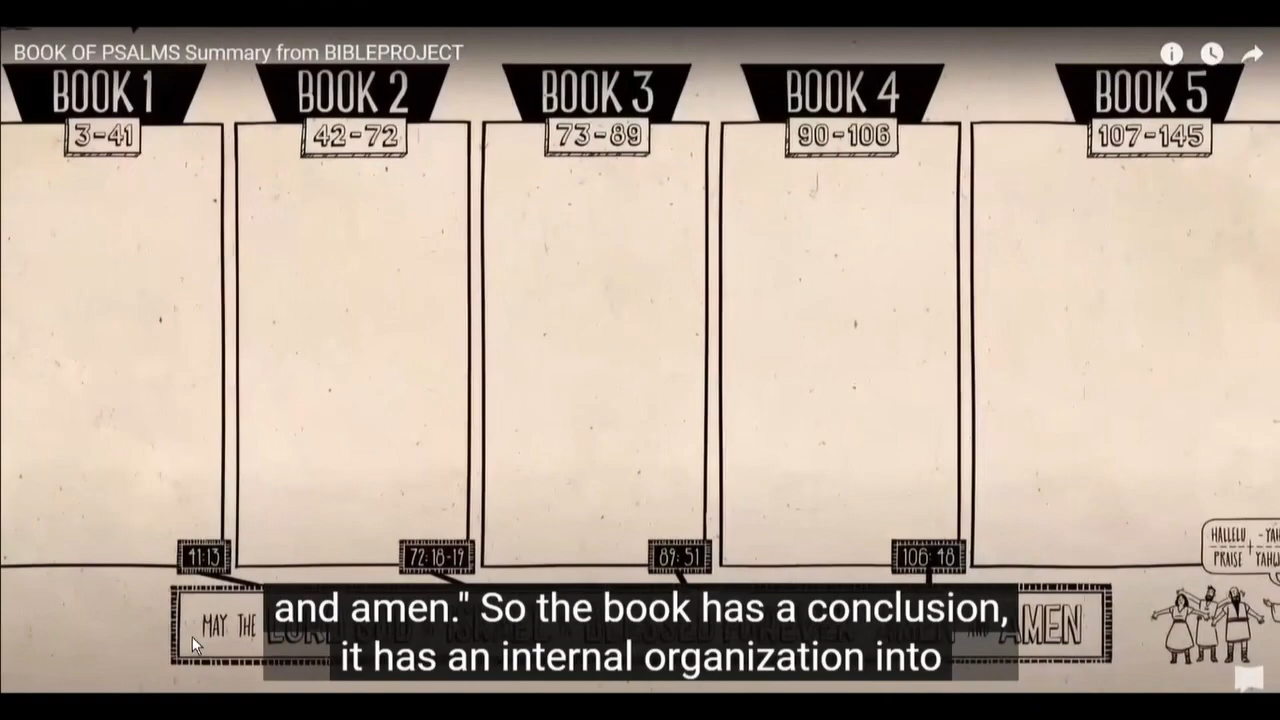 BOOK OF PSALMS Summary from BIBLEPROJECT
BOOK 1
3-41
BOOK 2
42-72
BOOK 3
73-89
BOOK 4
90-106
BOOK 5
107-145
41:13
72:18-19
89:51
106:48
HALLELU - YAH
PRAISE
MAY THE
AMEN
and amen." So the book has a conclusion,
it has an internal organization into